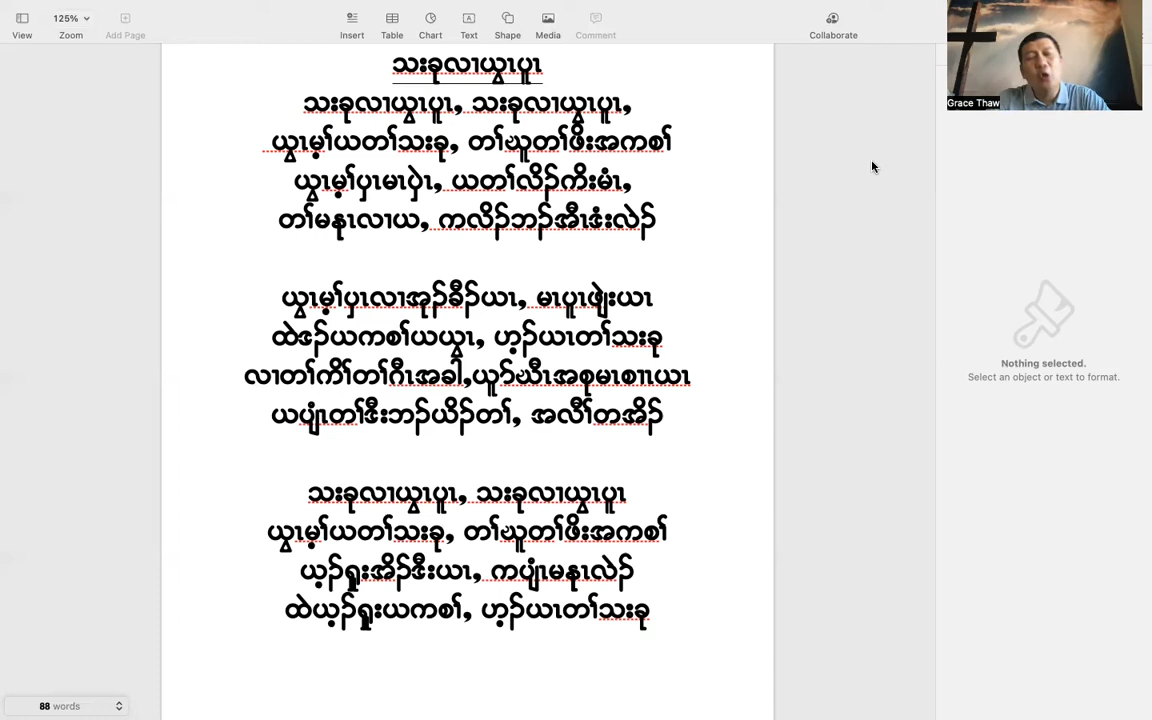 View
125%
Zoom
Add Page
Insert
Table
Chart
Text
Shape
Media
Comment
Collaborate
Grace Thaw
သးခုလၢယွၤပူၤ
သးခုလၢယွၤပူၤ, သးခုလၢယွၤပူၤ,
ယွၤမ့ၢ်ယတၢ်သးခု, တၢ်ဃူတၢ်ဖိးအကစၢ်
ယွၤမ့ၢ်ပှၤမၤပှဲၤ, ယတၢ်လိၣ်ကိးမံၤ,
တၢ်မနုၤလၢယ, ကလိၣ်ဘၣ်အီၤဒံးလဲၣ်
ယွၤမ့ၢ်ပှၤလၢအုၣ်ခီၣ်ယၤ, မၤပူၤဖျဲးယၤ
ထဲဒၣ်ယကစၢ်ယယွၤ, ဟ့ၣ်ယၤတၢ်သးခု
လၢတၢ်ကိၢ်တၢ်ဂီၤအခါ,ယူာ်ဃီၤအစုမၤစၢၤယၤ
ယပျံၤတၢ်ဒီးဘၣ်ယိၣ်တၢ်, အလီၢ်တအိၣ်
သးခုလၢယွၤပူၤ, သးခုလၢယွၤပူၤ
ယွၤမ့ၢ်ယတၢ်သးခု, တၢ်ဃူတၢ်ဖိးအကစၢ်
ယ့ၣ်ရှူးအိၣ်ဒီးယၤ, ကပျံၤမနုၤလဲၣ်
ထဲယ့ၣ်ရှူးယကစၢ်, ဟ့ၣ်ယၤတၢ်သးခု
Nothing selected.
Select an object or text to format.
88 words